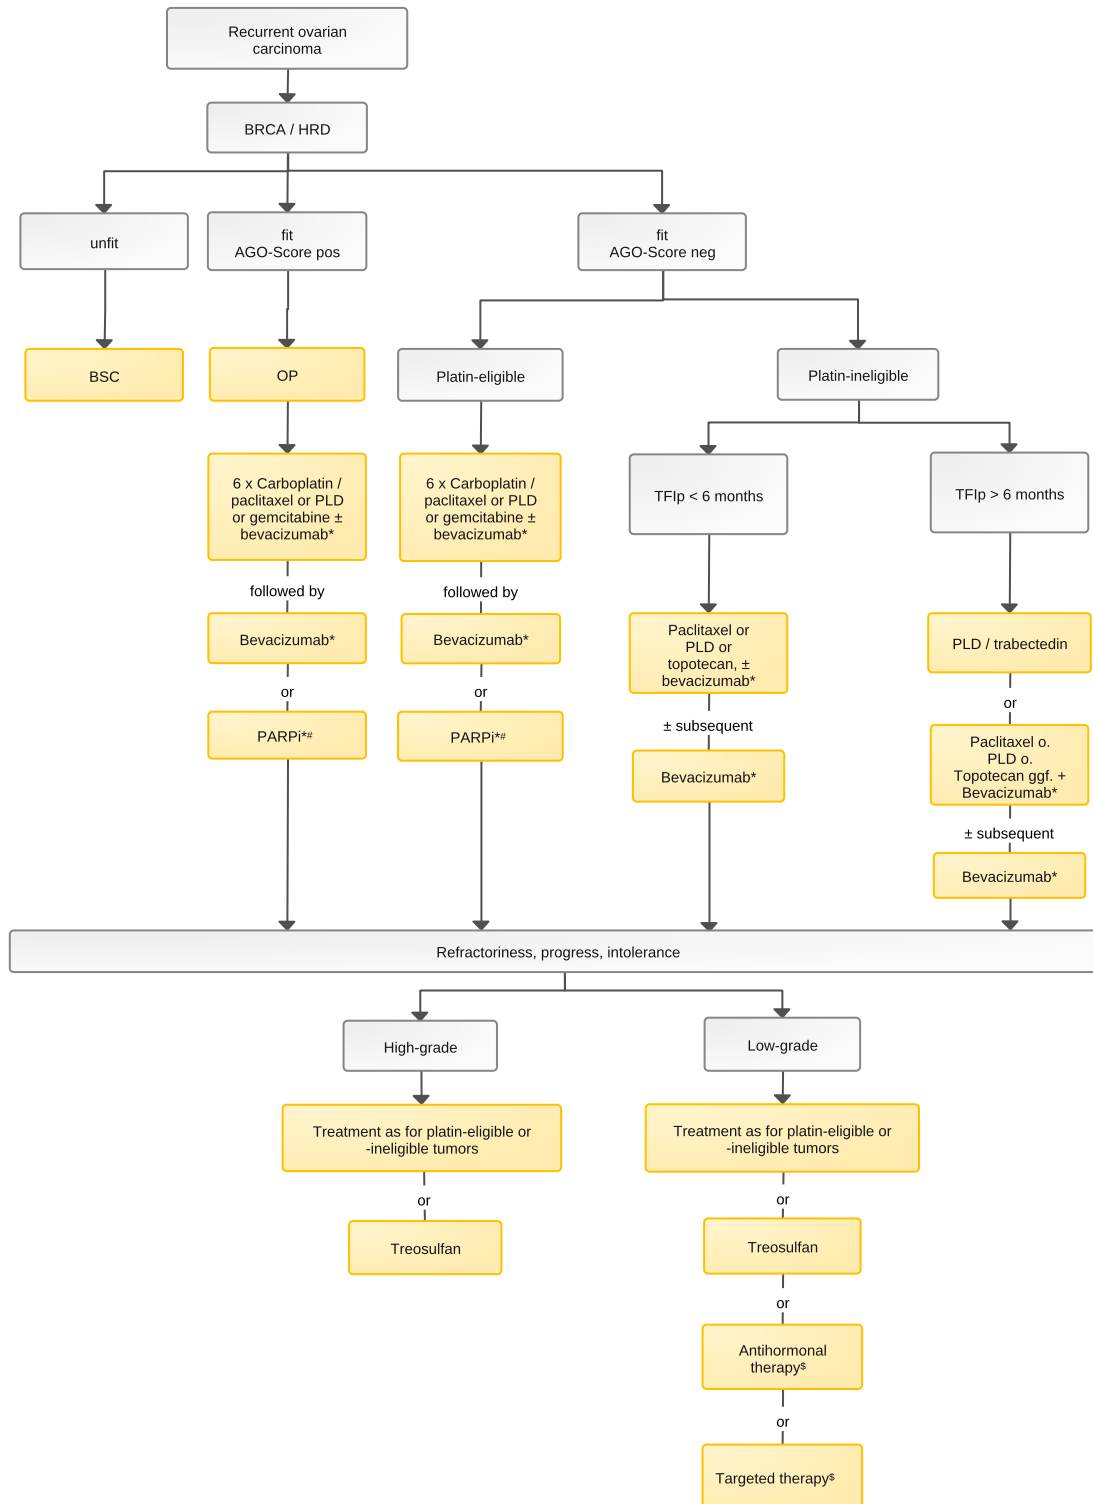 Recurrent ovarian
carcinoma
BRCA / HRD
unfit
fit
AGO-Score pos
fit
AGO-Score neg
BSC
OP
Platin-eligible
Platin-ineligible
6 x Carboplatin /
paclitaxel or PLD
or gemcitabine ±
bevacizumab*
followed by
Bevacizumab*
or
PARPi*#
6 x Carboplatin /
paclitaxel or PLD
or gemcitabine ±
bevacizumab*
followed by
Bevacizumab*
or
PARPi*#
TFIp < 6 months
Paclitaxel or
PLD or
topotecan, ±
bevacizumab*
± subsequent
Bevacizumab*
TFIp > 6 months
PLD / trabectedin
or
Paclitaxel o.
PLD o.
Topotecan ggf. +
Bevacizumab*
± subsequent
Bevacizumab*
Refractoriness, progress, intolerance
High-grade
Treatment as for platin-eligible or
-ineligible tumors
or
Treosulfan
Low-grade
Treatment as for platin-eligible or
-ineligible tumors
or
Treosulfan
or
Antihormonal
therapy$
or
Targeted therapy$